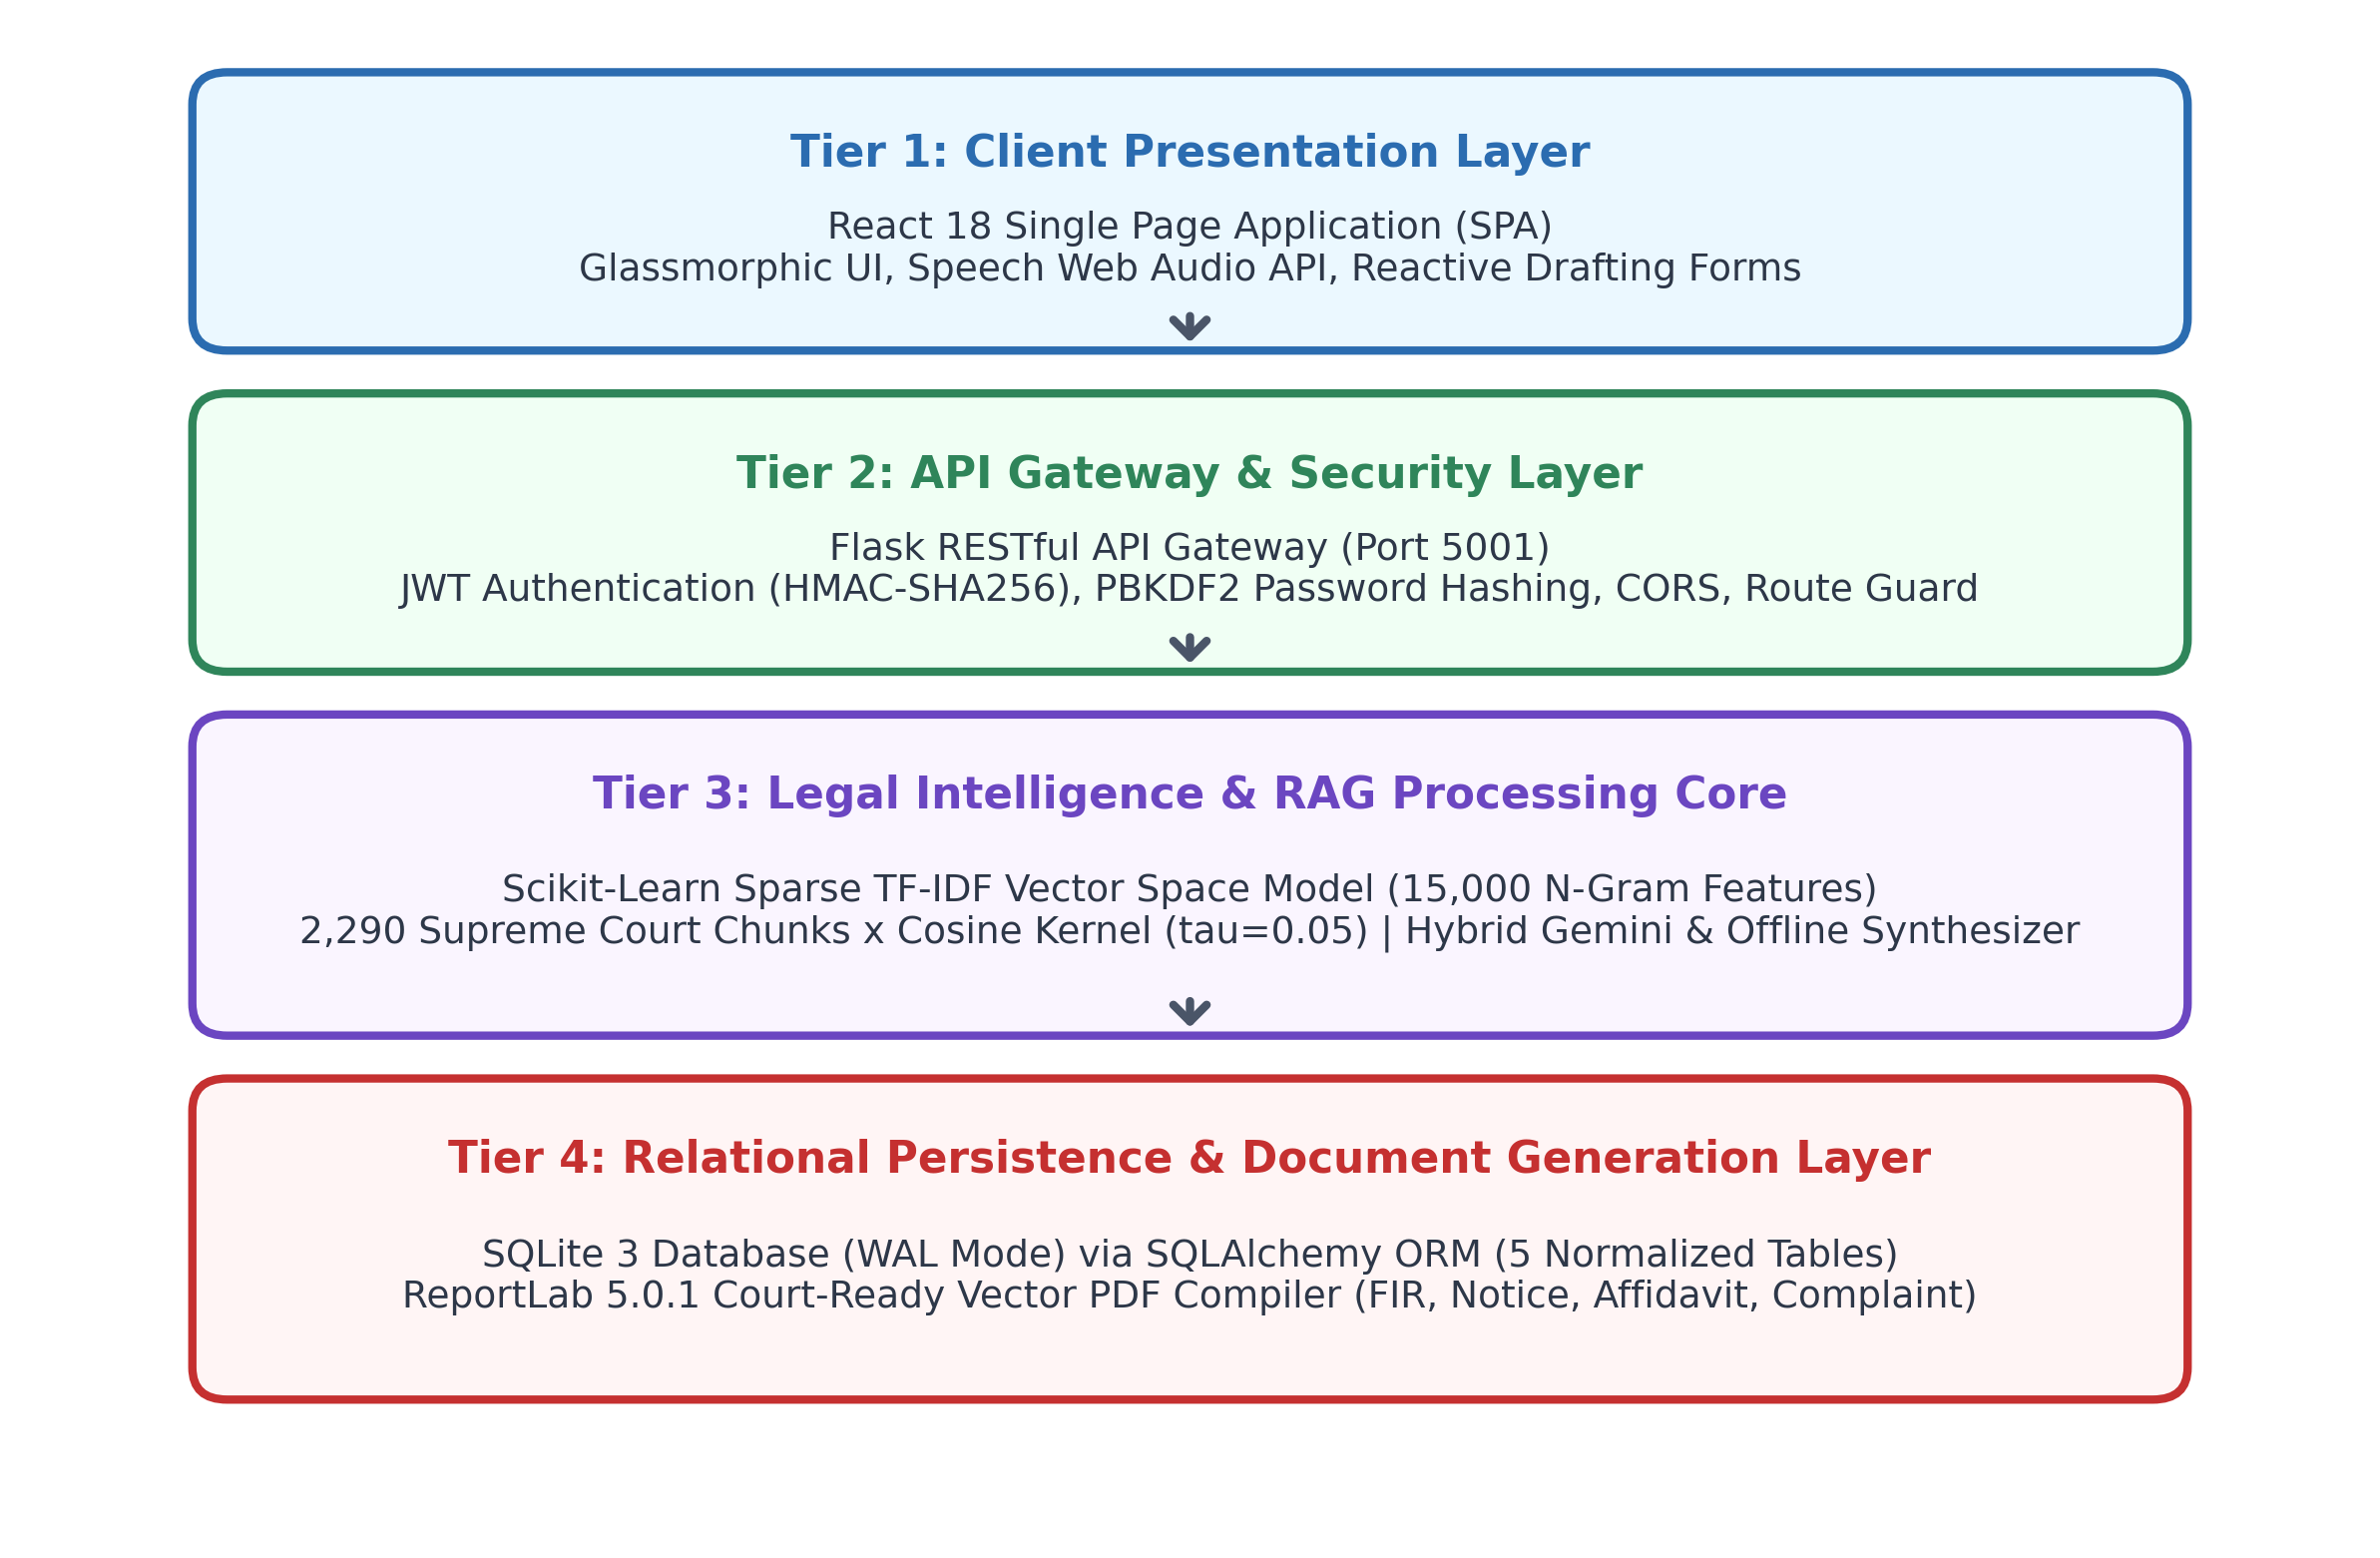 Tier 1: Client Presentation Layer
React 18 Single Page Application (SPA)
Glassmorphic UI, Speech Web Audio API, Reactive Drafting Forms
Tier 2: API Gateway & Security Layer
Flask RESTful API Gateway (Port 5001)
JWT Authentication (HMAC-SHA256), PBKDF2 Password Hashing, CORS, Route Guard
Tier 3: Legal Intelligence & RAG Processing Core
Scikit-Learn Sparse TF-IDF Vector Space Model (15,000 N-Gram Features)
2,290 Supreme Court Chunks x Cosine Kernel (tau=0.05) | Hybrid Gemini & Offline Synthesizer
Tier 4: Relational Persistence & Document Generation Layer
SQLite 3 Database (WAL Mode) via SQLAlchemy ORM (5 Normalized Tables)
ReportLab 5.0.1 Court-Ready Vector PDF Compiler (FIR, Notice, Affidavit, Complaint)